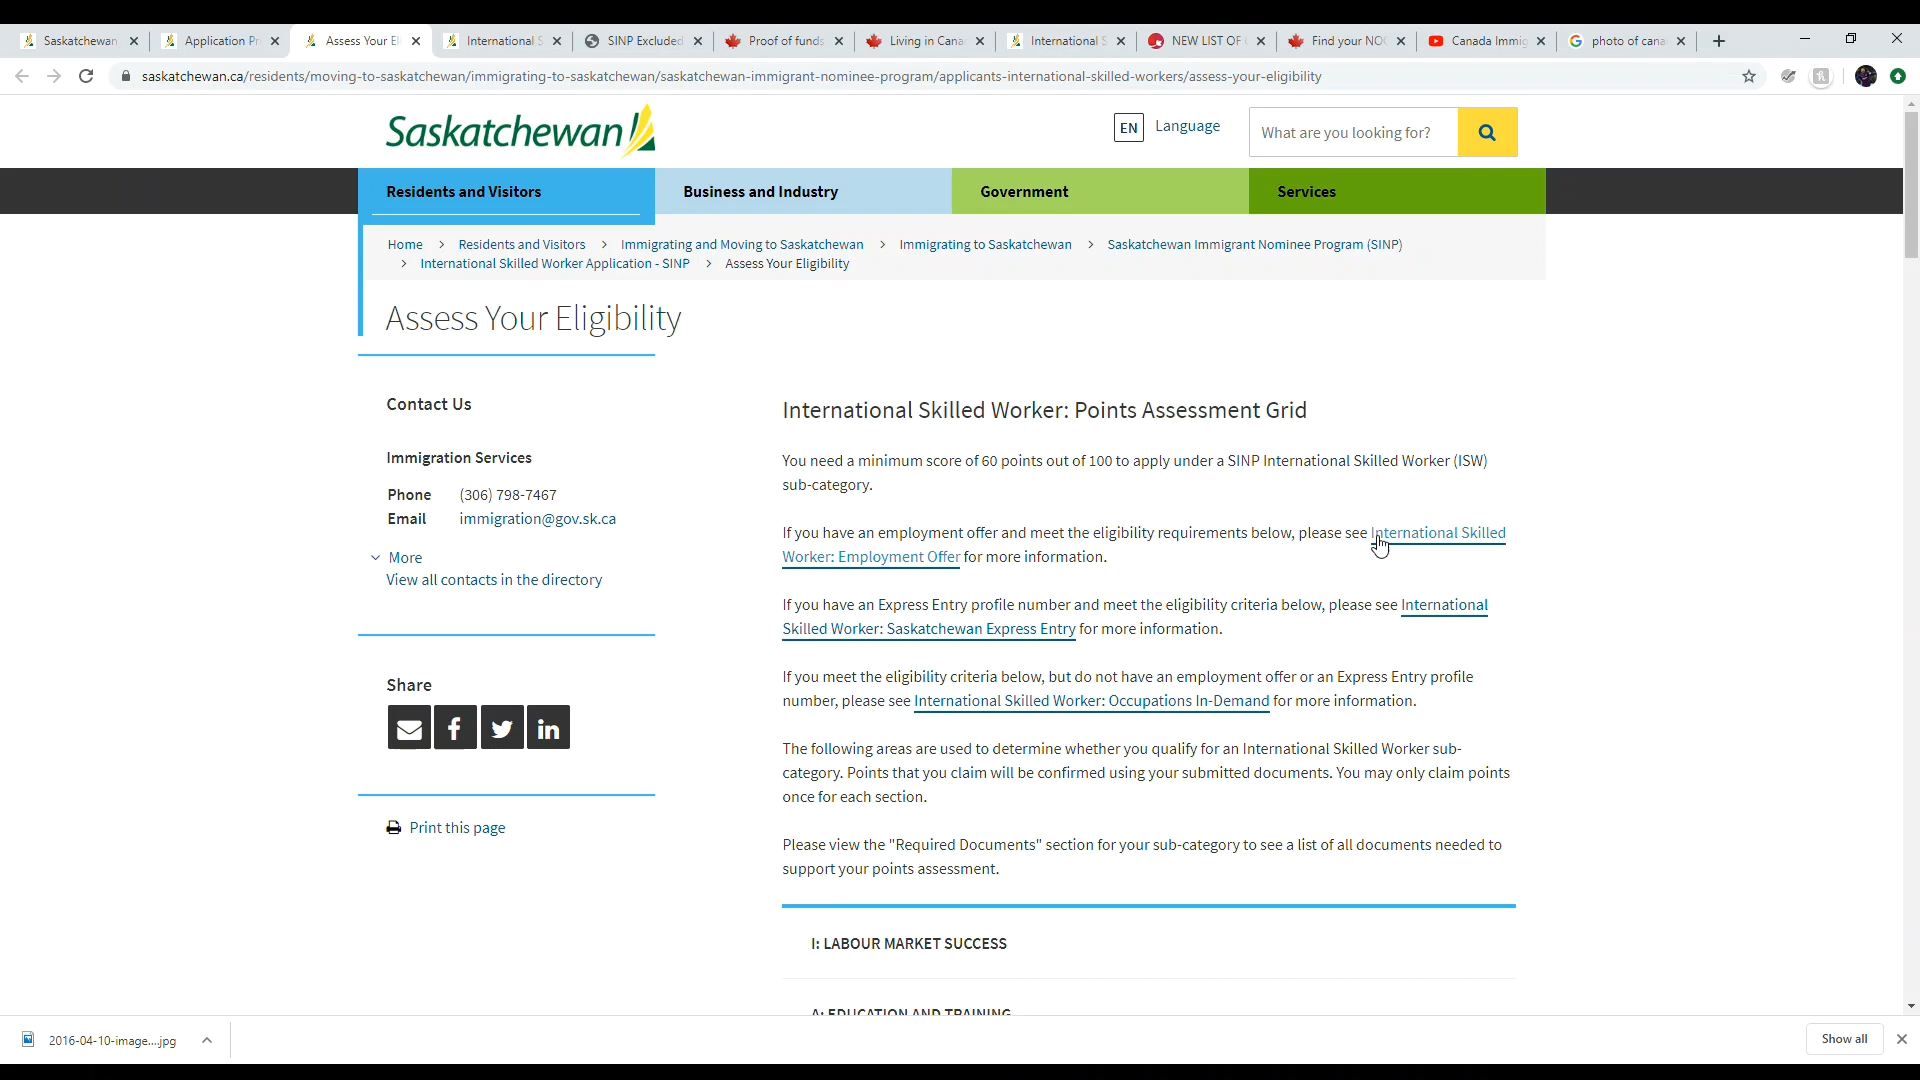 Saskatchewan
Application Pr
Assess Your El
International S
SINP Excluded
Proof of funds
Living in Cana
International S
NEW LIST OF
Find your NO
Canada Immig
photo of cana
saskatchewan.ca/residents/moving-to-saskatchewan/immigrating-to-saskatchewan/saskatchewan-immigrant-nominee-program/applicants-international-skilled-workers/assess-your-eligibility
Saskatchewan
EN Language
What are you looking for?
Residents and Visitors
Business and Industry
Government
Services
Home > Residents and Visitors > Immigrating and Moving to Saskatchewan > Immigrating to Saskatchewan > Saskatchewan Immigrant Nominee Program (SINP)
> International Skilled Worker Application - SINP > Assess Your Eligibility
Assess Your Eligibility
Contact Us
Immigration Services
Phone (306) 798-7467
Email immigration@gov.sk.ca
More
View all contacts in the directory
Share
Print this page
International Skilled Worker: Points Assessment Grid
You need a minimum score of 60 points out of 100 to apply under a SINP International Skilled Worker (ISW)
sub-category.
If you have an employment offer and meet the eligibility requirements below, please see International Skilled
Worker: Employment Offer for more information.
If you have an Express Entry profile number and meet the eligibility criteria below, please see International
Skilled Worker: Saskatchewan Express Entry for more information.
If you meet the eligibility criteria below, but do not have an employment offer or an Express Entry profile
number, please see International Skilled Worker: Occupations In-Demand for more information.
The following areas are used to determine whether you qualify for an International Skilled Worker sub-
category. Points that you claim will be confirmed using your submitted documents. You may only claim points
once for each section.
Please view the "Required Documents" section for your sub-category to see a list of all documents needed to
support your points assessment.
I: LABOUR MARKET SUCCESS
A: EDUCATION AND TRAINING
2016-04-10-image....jpg
Show all